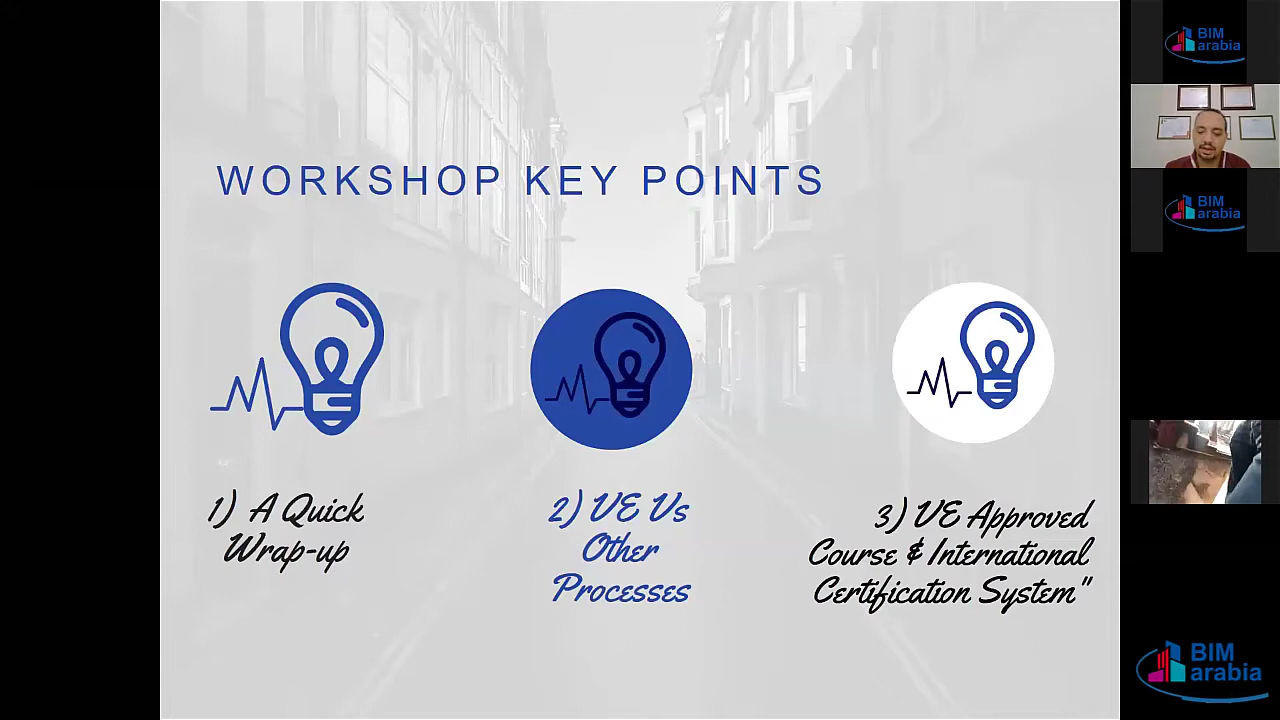 WORKSHOP KEY POINTS
1) A Quick
Wrap-up
2) VE Vs
Other
Processes
3) VE Approved
Course & International
Certification System"
BIM
arabia
BIM
arabia
BIM
arabia